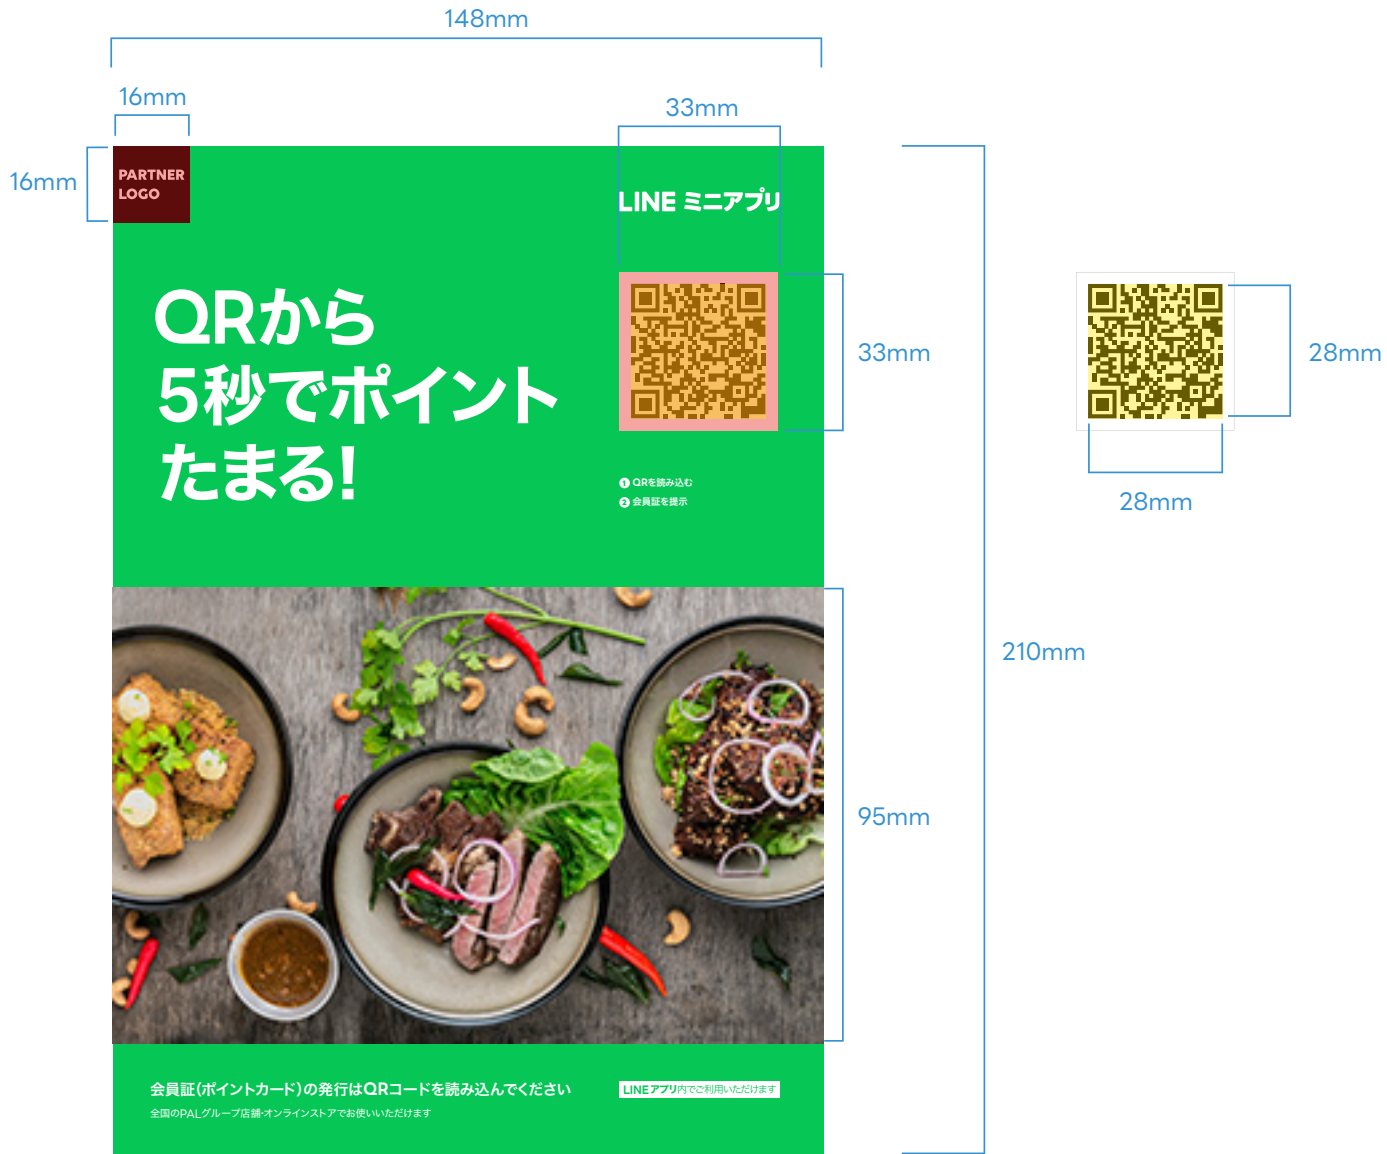 148mm
16mm
33mm
16mm
PARTNER
LOGO
LINE ミニアプリ
QRから
5秒でポイント
たまる!
33mm
28mm
28mm
1 QRを読み込む
2 会員証を提示
210mm
95mm
会員証(ポイントカード)の発行はQRコードを読み込んでください
LINEアプリ内でご利用いただけます
全国のPALグループ店舗・オンラインストアでお使いいただけます